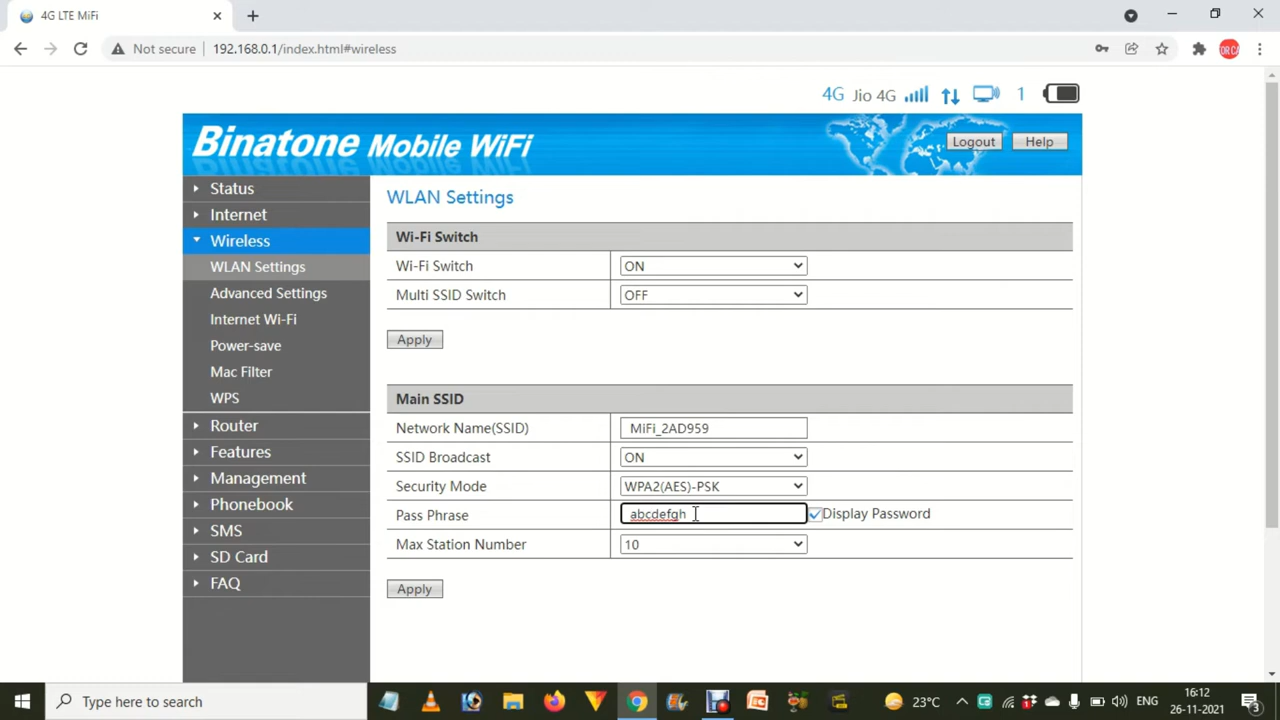 4G LTE MiFi
Not secure 192.168.0.1/index.html#wireless
4G Jio 4G 1
Binatone Mobile WiFi
Logout Help
Status
Internet
Wireless
WLAN Settings
Advanced Settings
Internet Wi-Fi
Power-save
Mac Filter
WPS
Router
Features
Management
Phonebook
SMS
SD Card
FAQ
WLAN Settings
Wi-Fi Switch
Wi-Fi Switch ON
Multi SSID Switch OFF
Apply
Main SSID
Network Name(SSID) MiFi_2AD959
SSID Broadcast ON
Security Mode WPA2(AES)-PSK
Pass Phrase abcdefgh Display Password
Max Station Number 10
Apply
Type here to search
23°C
ENG
16:12
26-11-2021
3